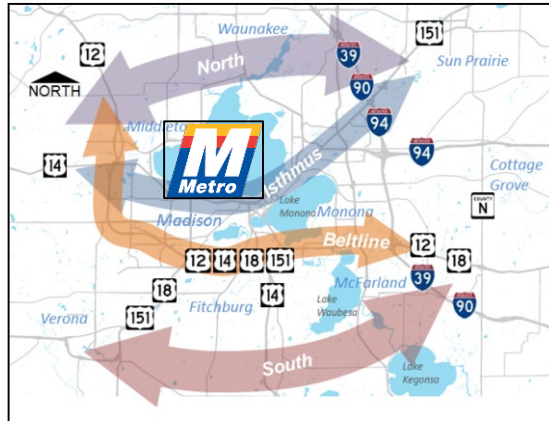 Waunakee
151
12
39
North
Sun Prairie
90
NORTH
94
Middleto
M
Metro
94
14
Isthmus
Cottage
Grove
COUNTY
N
Madison
Lake
Monona
Monona
Beltline
12
14
18
151
12
18
18
McFarland
39
14
90
Fitchburg
151
Lake
Waubesa
Verona
South
Lake
Kegonsa